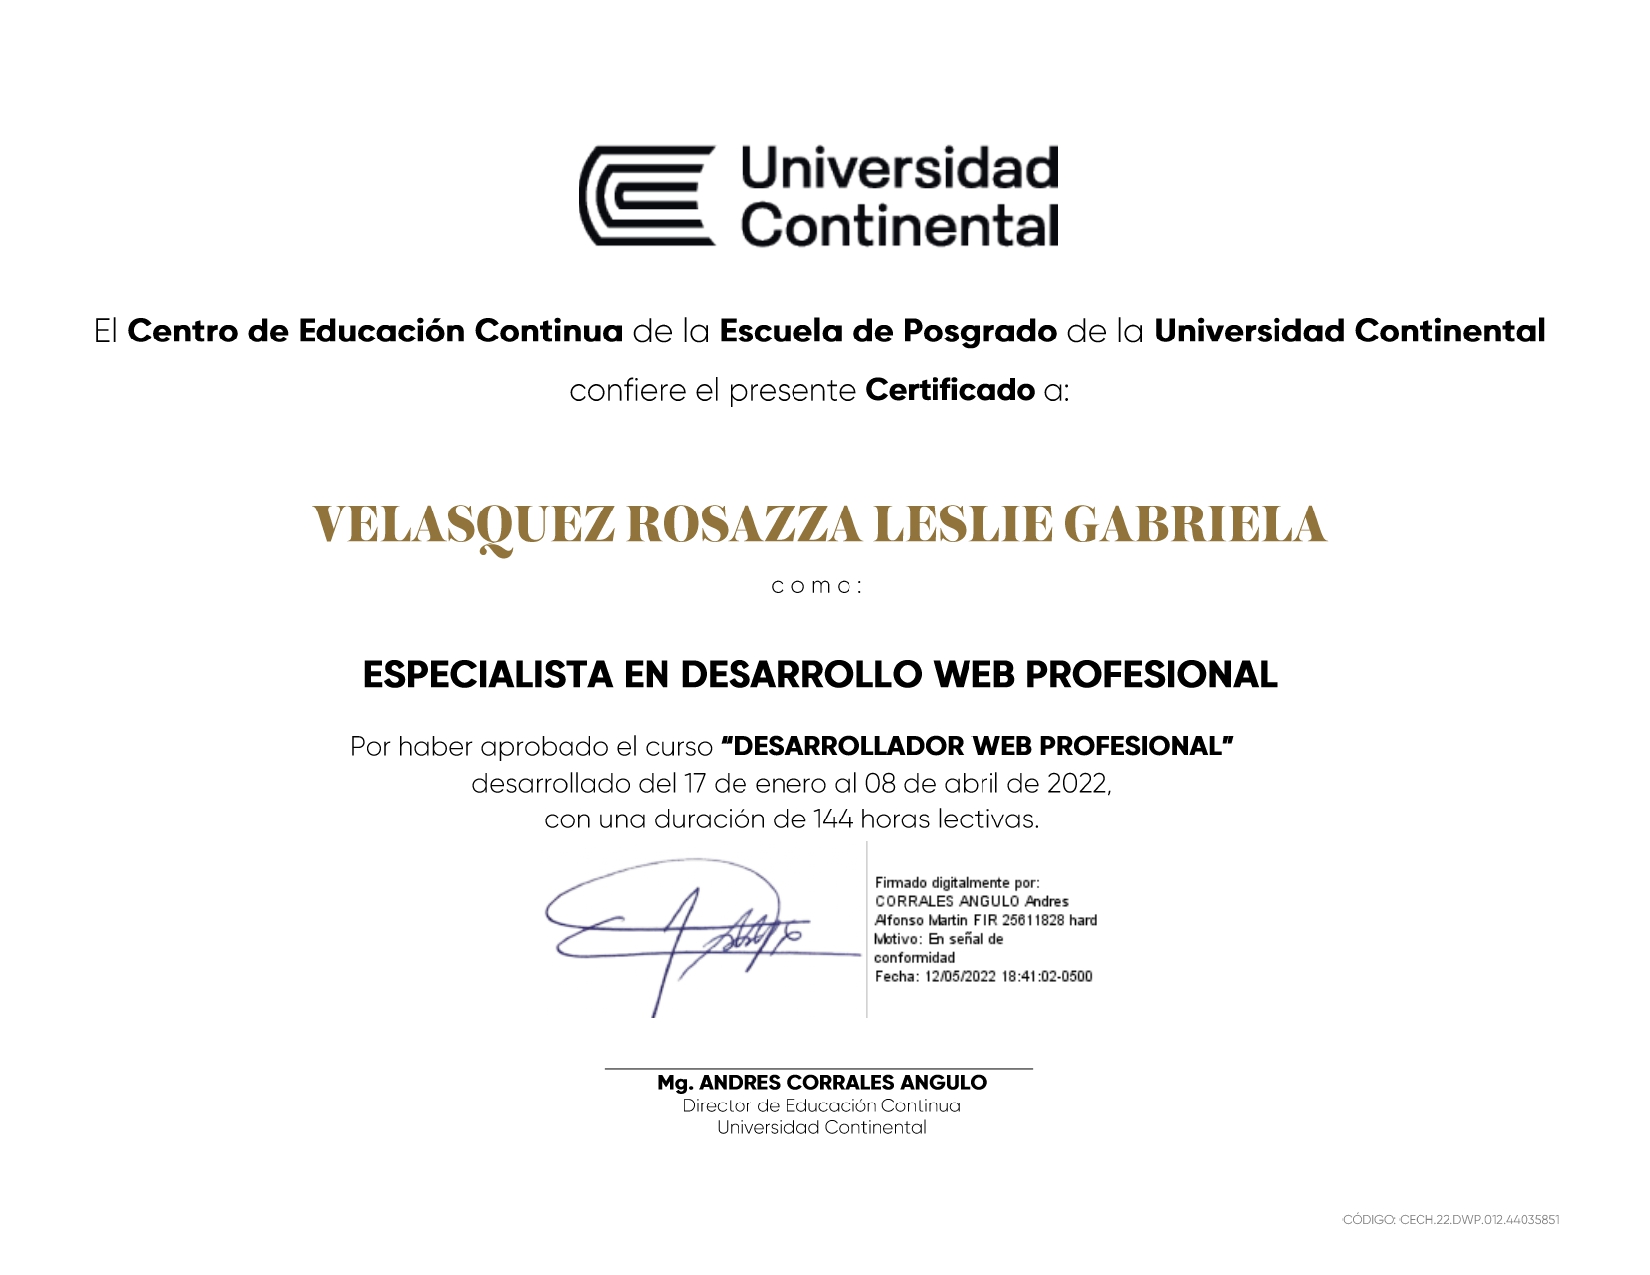 Universidad
Continental
El Centro de Educación Continua de la Escuela de Posgrado de la Universidad Continental
confiere el presente Certificado a:
VELASQUEZ ROSAZZA LESLIE GABRIELA
como:
ESPECIALISTA EN DESARROLLO WEB PROFESIONAL
Por haber aprobado el curso “DESARROLLADOR WEB PROFESIONAL”
desarrollado del 17 de enero al 08 de abril de 2022,
con una duración de 144 horas lectivas.
Firmado digitalmente por:
CORRALES ANGULO Andres
Alfonso Martin FIR 25611828 hard
Motivo: En señal de
conformidad
Fecha: 12/05/2022 18:41:02-0500
Mg. ANDRES CORRALES ANGULO
Director de Educación Continua
Universidad Continental
CÓDIGO: CECH.22.DWP.012.44035851